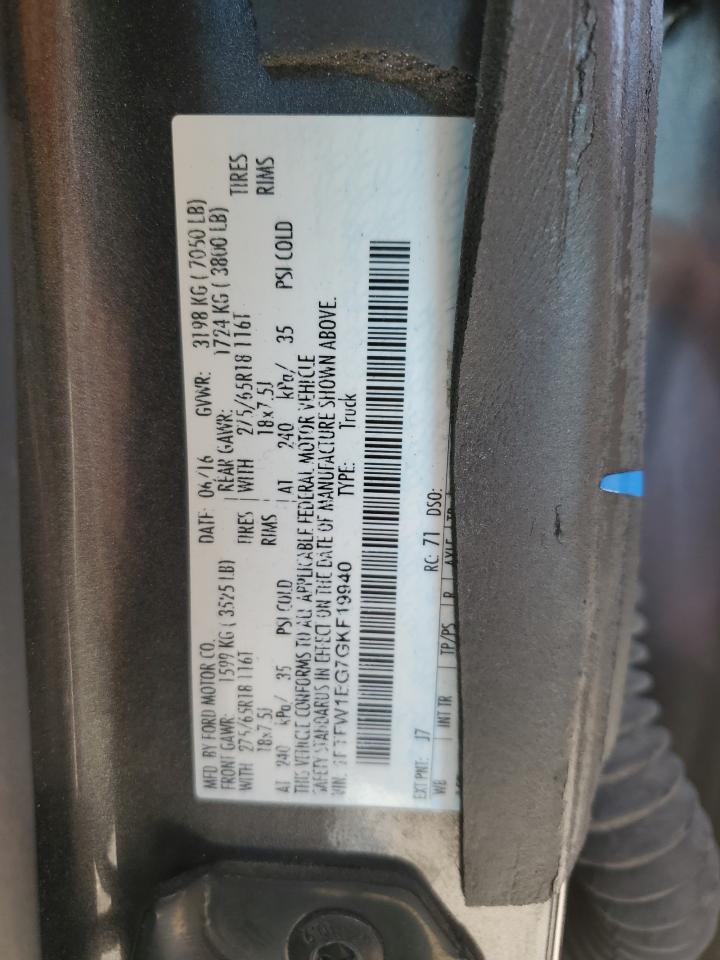 MFD. BY FORD MOTOR CO. DATE: 06/16 GVWR: 3198 KG ( 7050 LB)
FRONT GAWR: 1599 KG ( 3525 LB) REAR GAWR: 1724 KG ( 3800 LB)
WITH 275/65R18 116T TIRES WITH 275/65R18 116T TIRES
18x7.5J RIMS 18x7.5J RIMS
AT 240 kPa/ 35 PSI COLD AT 240 kPa/ 35 PSI COLD
THIS VEHICLE CONFORMS TO ALL APPLICABLE FEDERAL MOTOR VEHICLE
SAFETY STANDARDS IN EFFECT ON THE DATE OF MANUFACTURE SHOWN ABOVE.
VIN: 1FTFW1EG7GKF19940 TYPE: Truck
EXT PNT: J7 RC: 71 DSO:
WB INT TR TP/PS R AXLE TR